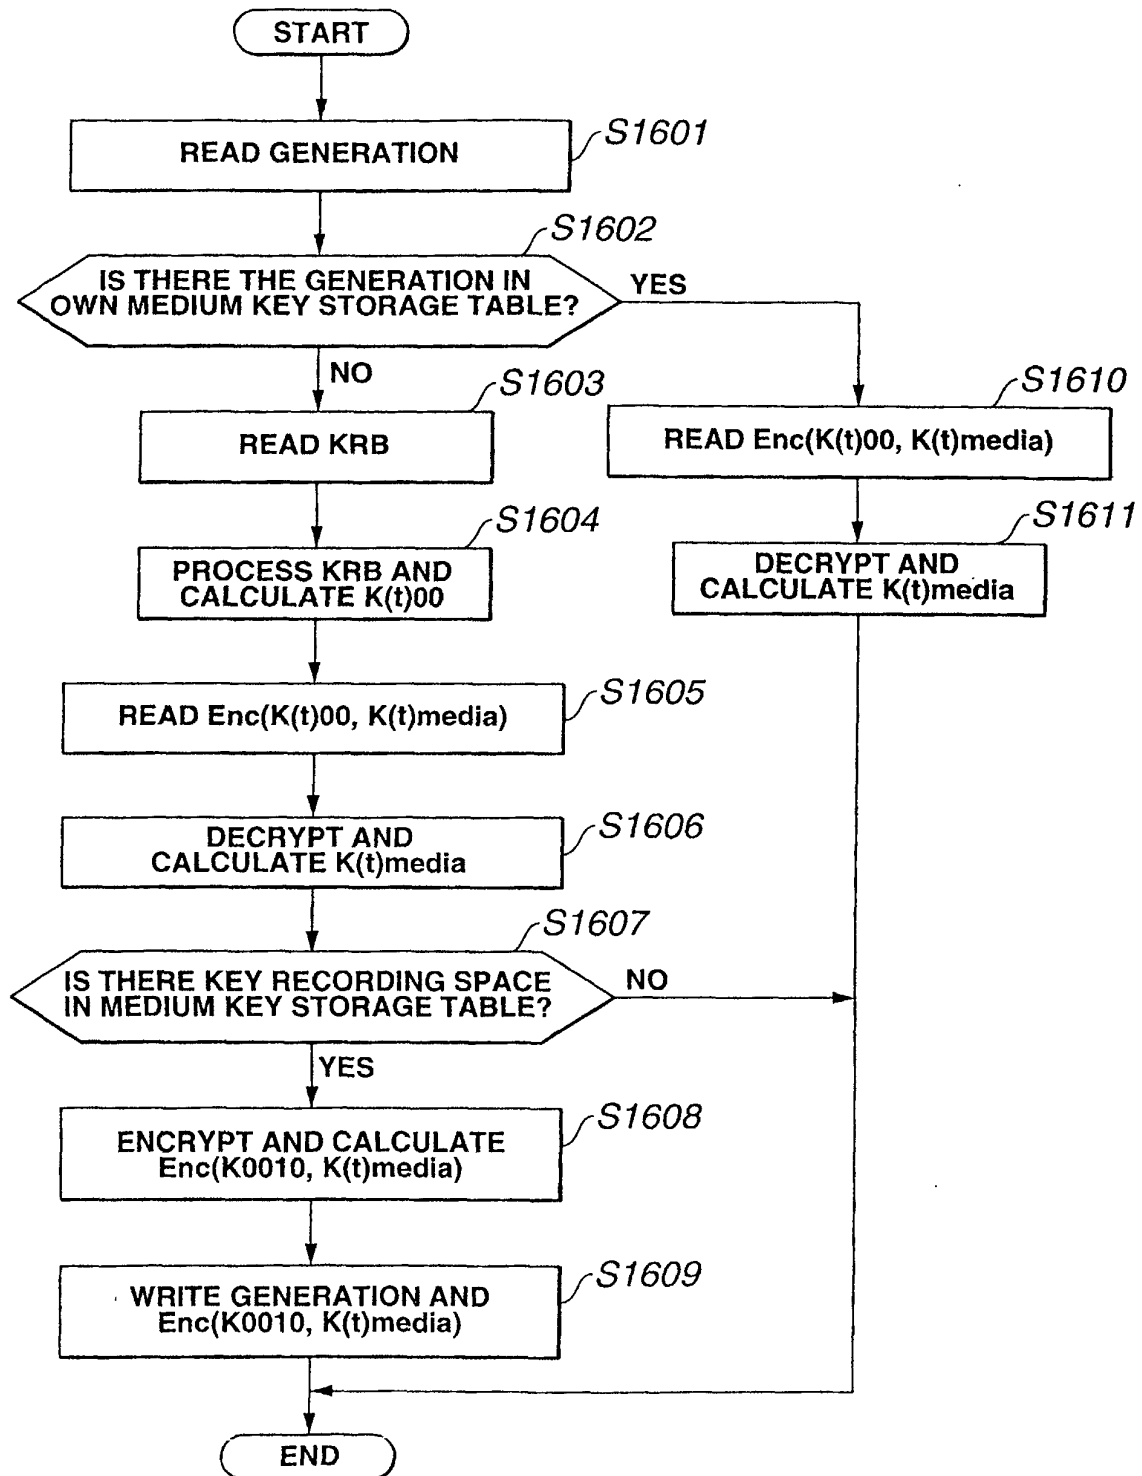 START
READ GENERATION
S1601
S1602
IS THERE THE GENERATION IN
OWN MEDIUM KEY STORAGE TABLE?
YES
NO
S1603
READ KRB
S1610
READ Enc(K(t)00, K(t)media)
S1604
PROCESS KRB AND
CALCULATE K(t)00
S1611
DECRYPT AND
CALCULATE K(t)media
S1605
READ Enc(K(t)00, K(t)media)
S1606
DECRYPT AND
CALCULATE K(t)media
S1607
IS THERE KEY RECORDING SPACE
IN MEDIUM KEY STORAGE TABLE?
NO
YES
S1608
ENCRYPT AND CALCULATE
Enc(K0010, K(t)media)
S1609
WRITE GENERATION AND
Enc(K0010, K(t)media)
END